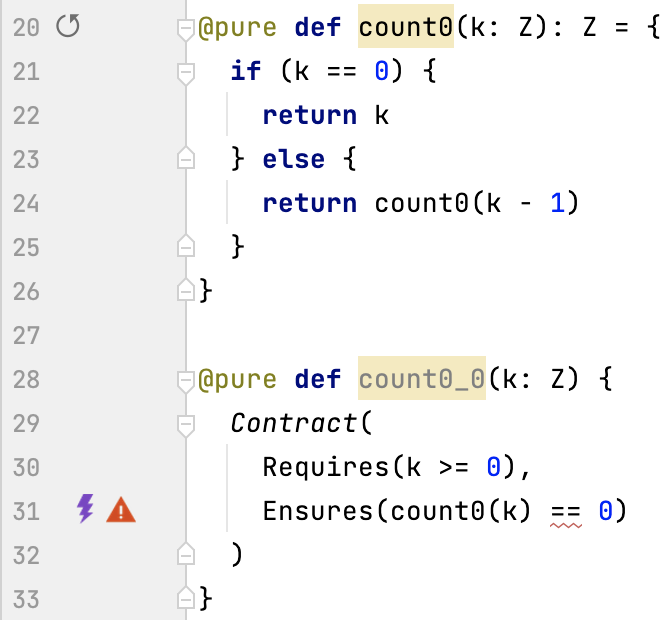 20 @pure def count0(k: Z): Z = {
21   if (k == 0) {
22     return k
23   } else {
24     return count0(k - 1)
25   }
26 }
27
28 @pure def count0_0(k: Z) {
29   Contract(
30     Requires(k >= 0),
31     Ensures(count0(k) == 0)
32   )
33 }